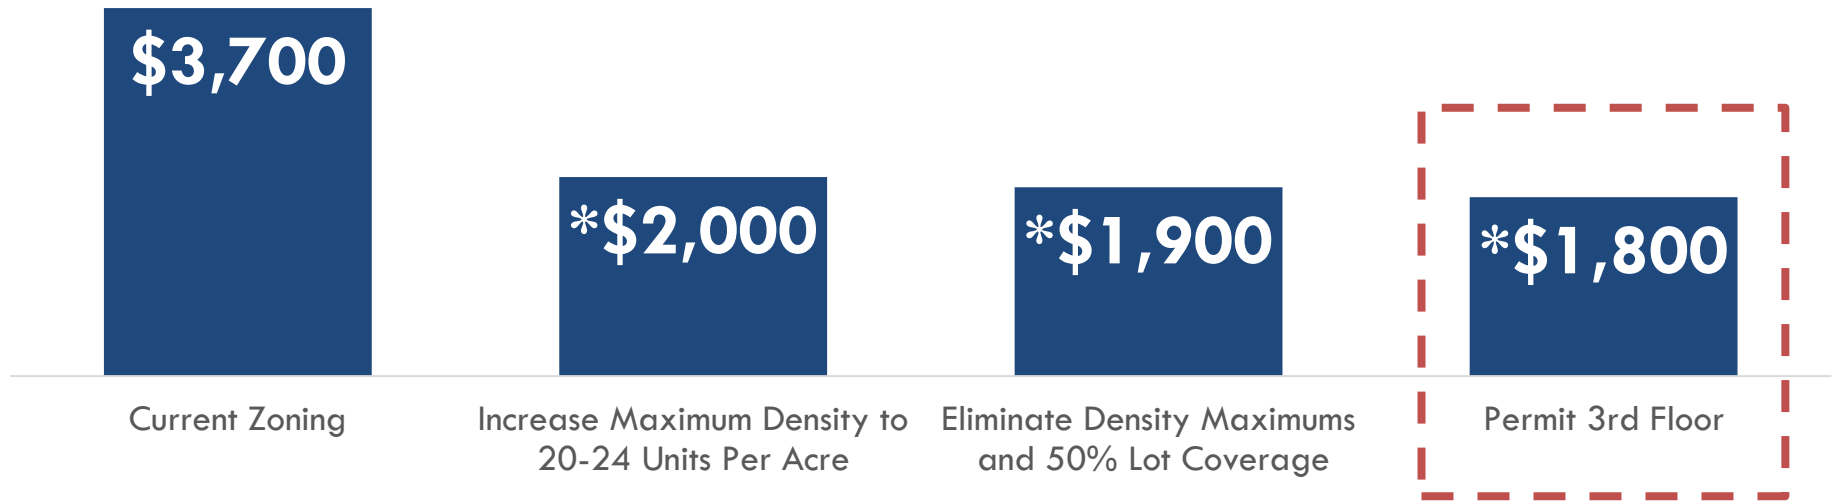 $3,700
*$2,000
*$1,900
*$1,800
Current Zoning
Increase Maximum Density to
20-24 Units Per Acre
Eliminate Density Maximums
and 50% Lot Coverage
Permit 3rd Floor